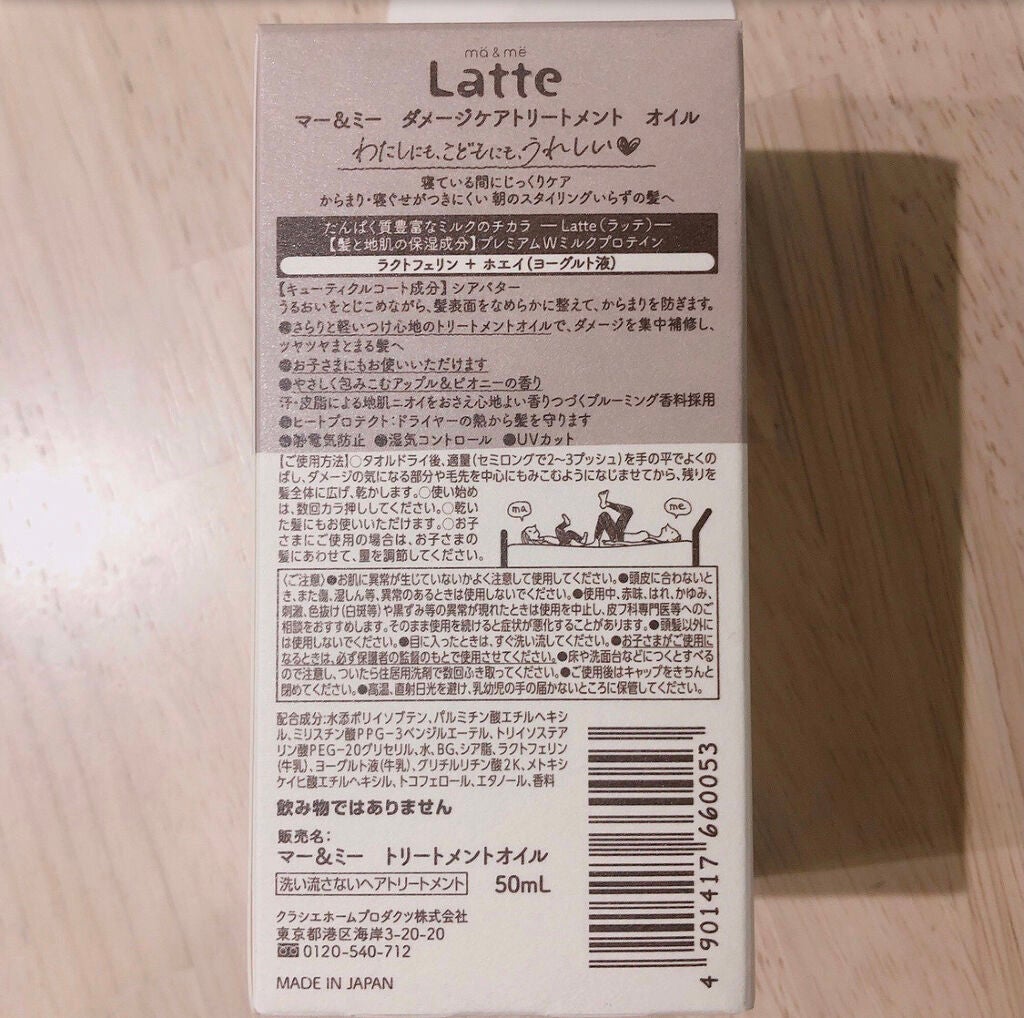 mä & më
Latte
マー&ミー　ダメージケアトリートメント　オイル
わたしにも、こどもにも、うれしい
寝ている間にじっくりケア
からまり・寝ぐせがつきにくい 朝のスタイリングいらずの髪へ
たんぱく質豊富なミルクのチカラ ―Latte(ラッテ)―
【髪と地肌の保湿成分】プレミアムWミルクプロテイン
ラクトフェリン + ホエイ(ヨーグルト液)
【キューティクルコート成分】シアバター
うるおいをとじこめながら、髪表面をなめらかに整えて、からまりを防ぎます。
●さらりと軽いつけ心地のトリートメントオイルで、ダメージを集中補修し、
ツヤツヤまとまる髪へ
●お子さまにもお使いいただけます
●やさしく包みこむアップル&ピオニーの香り
汗・皮脂による地肌ニオイをおさえ心地よい香りつづくブルーミング香料採用
●ヒートプロテクト:ドライヤーの熱から髪を守ります
●静電気防止 ●湿気コントロール ●UVカット
【ご使用方法】○タオルドライ後、適量(セミロングで2~3プッシュ)を手の平でよくの
ばし、ダメージの気になる部分や毛先を中心にもみこむようになじませてから、残りを
髪全体に広げ、乾かします。○使い始め
は、数回カラ押ししてください。○乾い
た髪にもお使いいただけます。○お子
さまにご使用の場合は、お子さまの
髪にあわせて、量を調節してください。
ma
me
〈ご注意〉●お肌に異常が生じていないかよく注意して使用してください。●頭皮に合わないと
き、また傷、湿しん等、異常のあるときは使用しないでください。●使用中、赤味、はれ、かゆみ、
刺激、色抜け(白斑等)や黒ずみ等の異常が現れたときは使用を中止し、皮フ科専門医等へのご
相談をおすすめします。そのまま使用を続けると症状が悪化することがあります。●頭髪以外に
は使用しないでください。●目に入ったときは、すぐ洗い流してください。●お子さまがご使用に
なるときは、必ず保護者の監督のもとで使用させてください。●床や洗面台などにつくとすべる
ので注意し、ついたら住居用洗剤で数回ふき取ってください。●ご使用後はキャップをきちんと
閉めてください。●高温、直射日光を避け、乳幼児の手の届かないところに保管してください。
配合成分:水添ポリイソブテン、パルミチン酸エチルヘキシ
ル、ミリスチン酸PPG-3ベンジルエーテル、トリイソステア
リン酸PEG-20グリセリル、水、BG、シア脂、ラクトフェリン
(牛乳)、ヨーグルト液(牛乳)、グリチルリチン酸2K、メトキシ
ケイヒ酸エチルヘキシル、トコフェロール、エタノール、香料
飲み物ではありません
販売名:
マー&ミー　トリートメントオイル
洗い流さないヘアトリートメント 50mL
クラシエホームプロダクツ株式会社
東京都港区海岸3-20-20
0120-540-712
MADE IN JAPAN
4 901417 660053